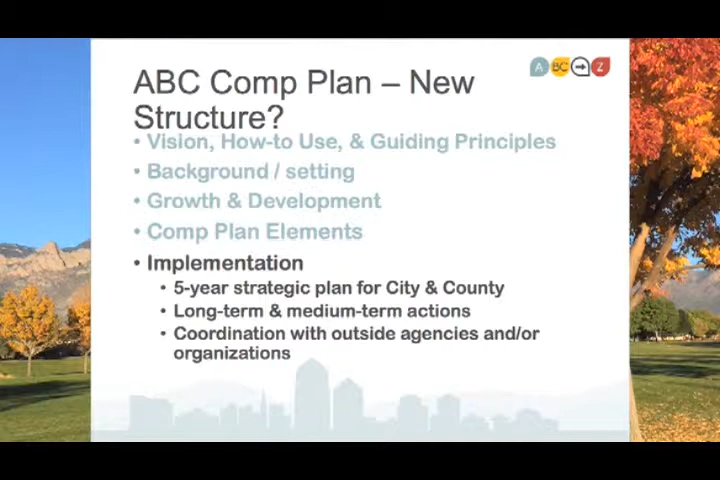 ABC Comp Plan – New
Structure?
A BC Z
• Vision, How-to Use, & Guiding Principles
• Background / setting
• Growth & Development
• Comp Plan Elements
• Implementation
• 5-year strategic plan for City & County
• Long-term & medium-term actions
• Coordination with outside agencies and/or
organizations